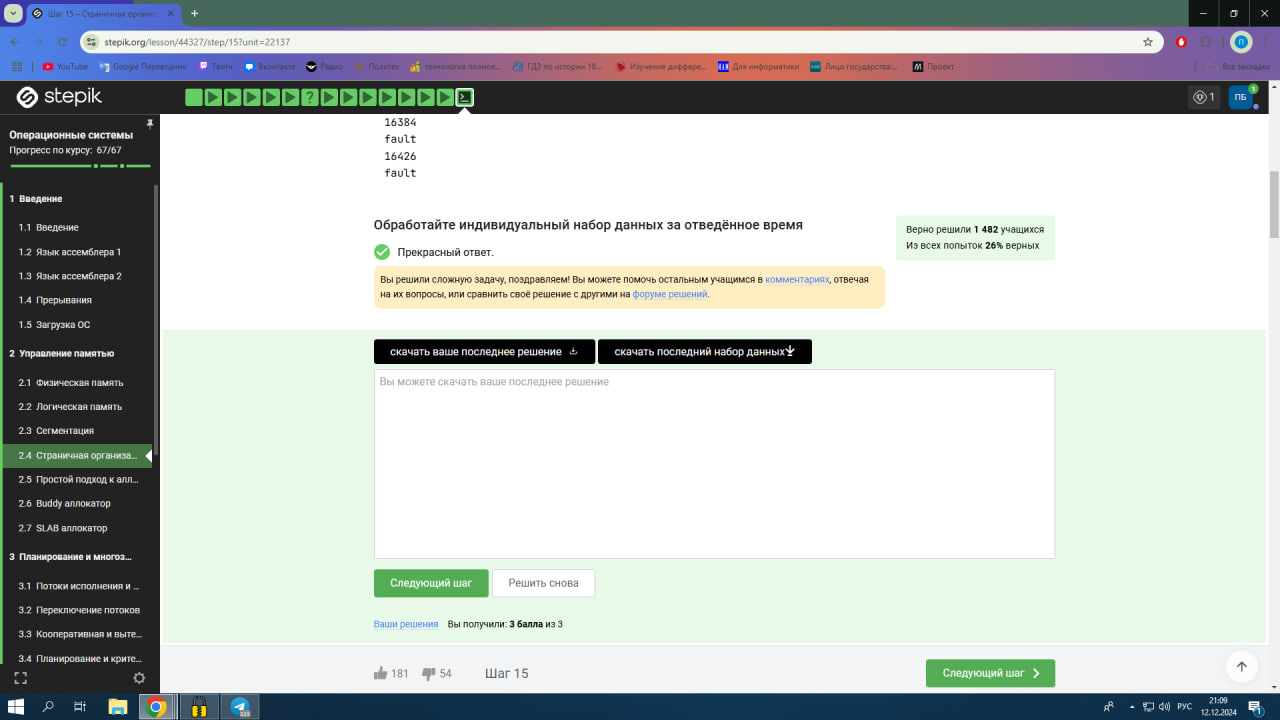 Шаг 15 – Страничная организ
stepik.org/lesson/44327/step/15?unit=22137
YouTube
Google Переводчик
Твитч
Вконтакте
Радио
Политех
технология полное...
ГДЗ по истории 18...
Изучение диффере...
Для информатики
Лицо государства:...
Проект
Все закладки
stepik
?
1
ПБ
1
Операционные системы
Прогресс по курсу: 67/67
1 Введение
1.1 Введение
1.2 Язык ассемблера 1
1.3 Язык ассемблера 2
1.4 Прерывания
1.5 Загрузка ОС
2 Управление памятью
2.1 Физическая память
2.2 Логическая память
2.3 Сегментация
2.4 Страничная организа...
2.5 Простой подход к алл...
2.6 Buddy аллокатор
2.7 SLAB аллокатор
3 Планирование и многоз...
3.1 Потоки исполнения и ...
3.2 Переключение потоков
3.3 Кооперативная и выте...
3.4 Планирование и крите...
16384
fault
16426
fault
Обработайте индивидуальный набор данных за отведённое время
Прекрасное ответ.
Вы решили сложную задачу, поздравляем! Вы можете помочь остальным учащимся в комментариях, отвечая
на их вопросы, или сравнить своё решение с другими на форуме решений.
Верно решили 1 482 учащихся
Из всех попыток 26% верных
скачать ваше последнее решение
скачать последний набор данных
Вы можете скачать ваше последнее решение
Следующий шаг
Решить снова
Ваши решения Вы получили: 3 балла из 3
181
54
Шаг 15
Следующий шаг
П
329
РУС
21:09
12.12.2024
1